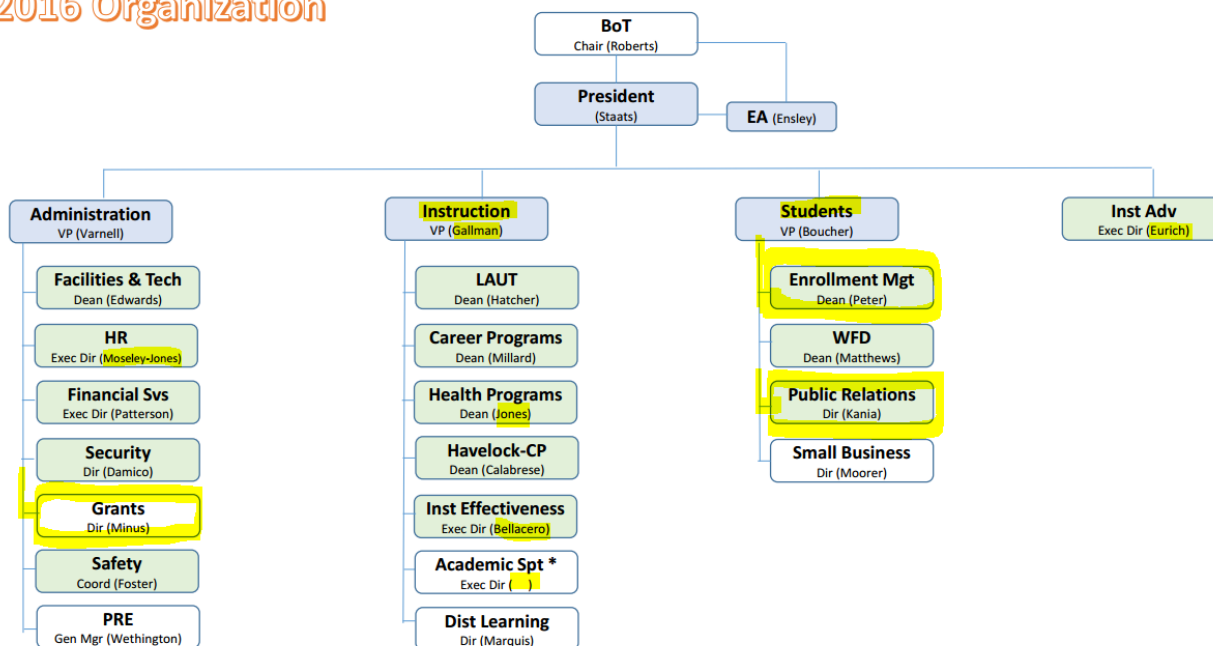 2016 Organization
BoT
Chair (Roberts)
President
(Staats)
EA (Ensley)
Administration
VP (Varnell)
Facilities & Tech
Dean (Edwards)
HR
Exec Dir (Moseley-Jones)
Financial Svs
Exec Dir (Patterson)
Security
Dir (Damico)
Grants
Dir (Minus)
Safety
Coord (Foster)
PRE
Gen Mgr (Wethington)
Instruction
VP (Gallman)
LAUT
Dean (Hatcher)
Career Programs
Dean (Millard)
Health Programs
Dean (Jones)
Havelock-CP
Dean (Calabrese)
Inst Effectiveness
Exec Dir (Bellacero)
Academic Spt *
Exec Dir (    )
Dist Learning
Dir (Marquis)
Students
VP (Boucher)
Enrollment Mgt
Dean (Peter)
WFD
Dean (Matthews)
Public Relations
Dir (Kania)
Small Business
Dir (Moorer)
Inst Adv
Exec Dir (Eurich)